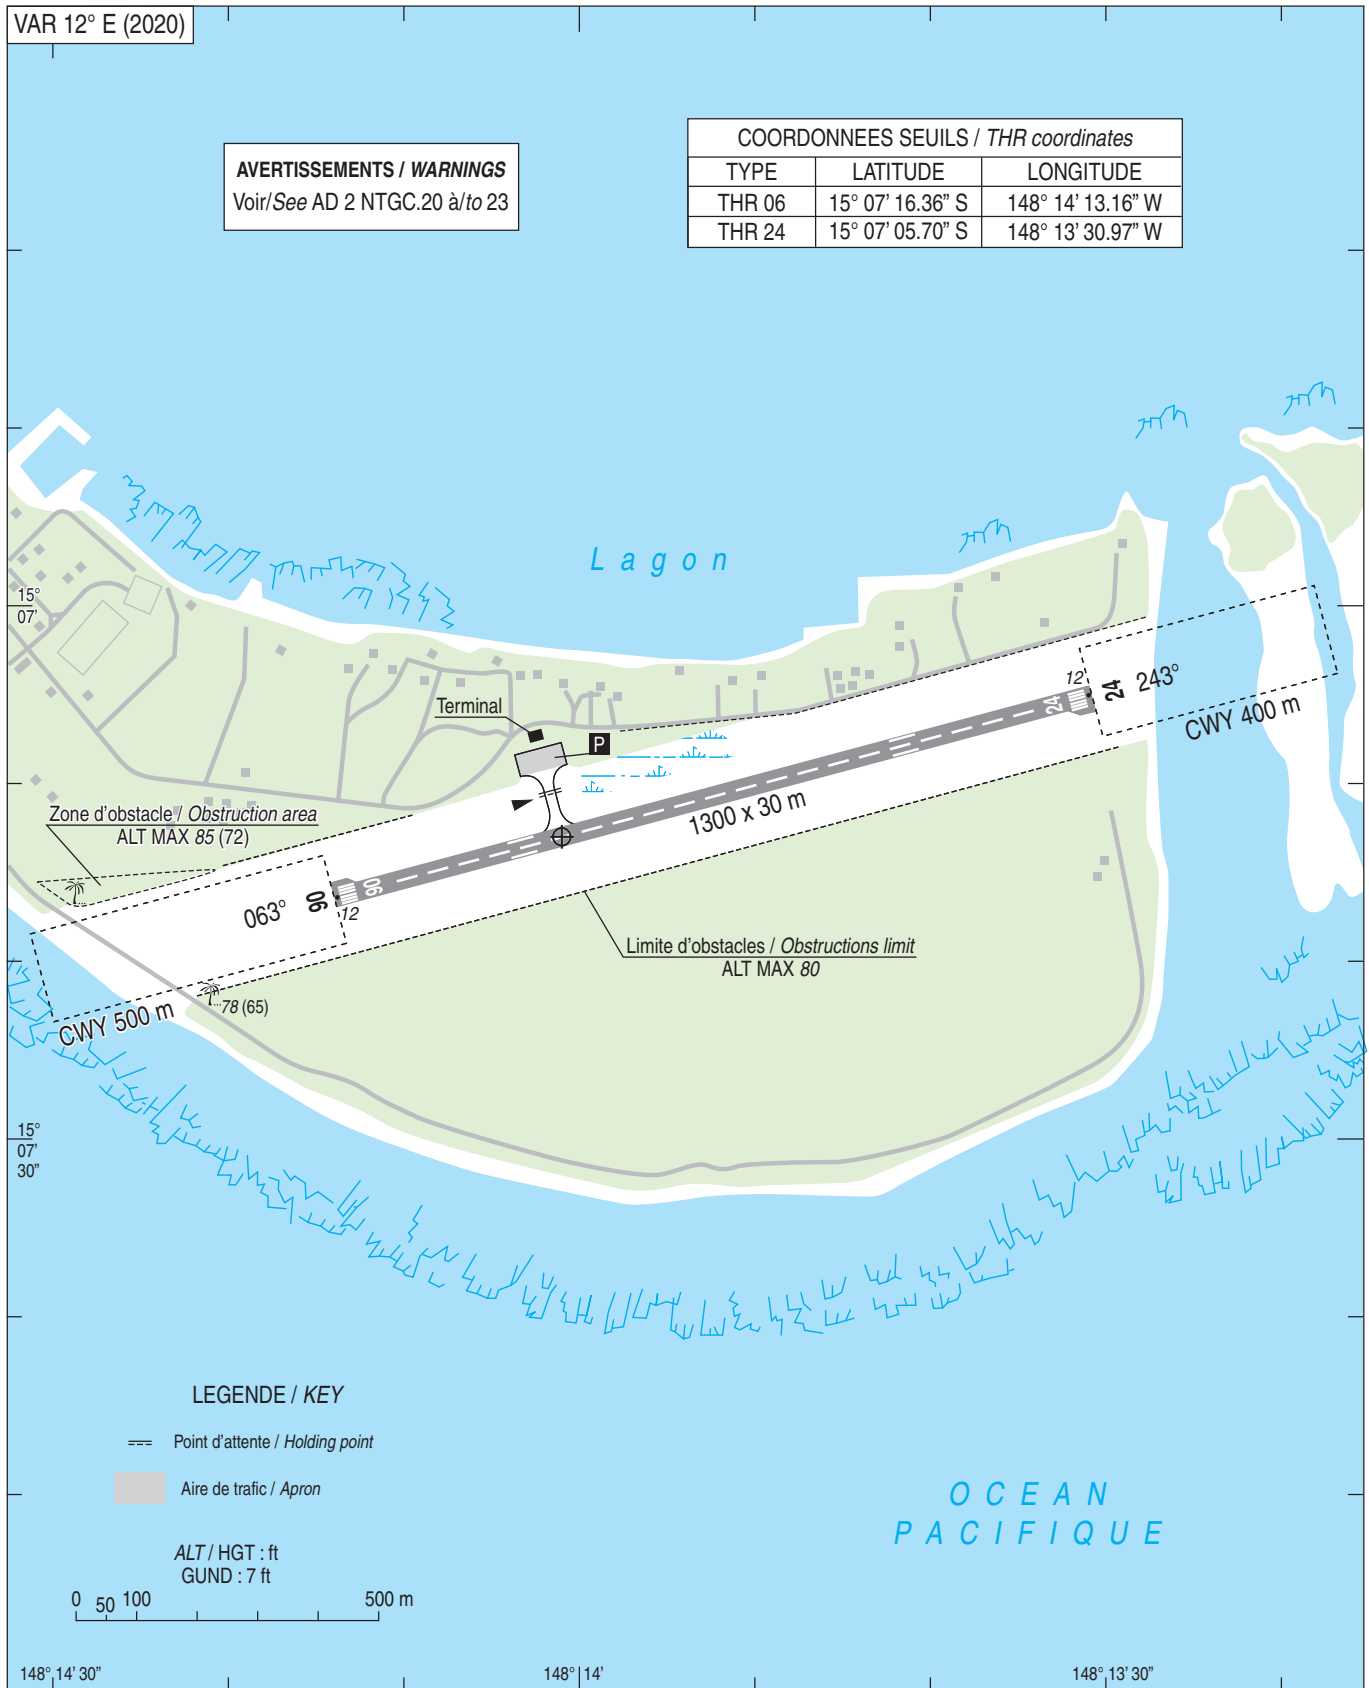 VAR 12° E (2020)
AVERTISSEMENTS / WARNINGS
Voir/See AD 2 NTGC.20 à/to 23
COORDONNEES SEUILS / THR coordinates
TYPE LATITUDE LONGITUDE
THR 06 15° 07’ 16.36” S 148° 14’ 13.16” W
THR 24 15° 07’ 05.70” S 148° 13’ 30.97” W
Lagon
15°
07’
Terminal
P
12
24
24
243°
CWY 400 m
1300 x 30 m
Zone d’obstacle / Obstruction area
ALT MAX 85 (72)
063°
06
06
12
Limite d’obstacles / Obstructions limit
ALT MAX 80
78 (65)
CWY 500 m
15°
07’
30”
LEGENDE / KEY
Point d’attente / Holding point
Aire de trafic / Apron
ALT / HGT : ft
GUND : 7 ft
0 50 100 500 m
OCEAN
PACIFIQUE
148° 14’ 30” 148° 14’ 148° 13’ 30”